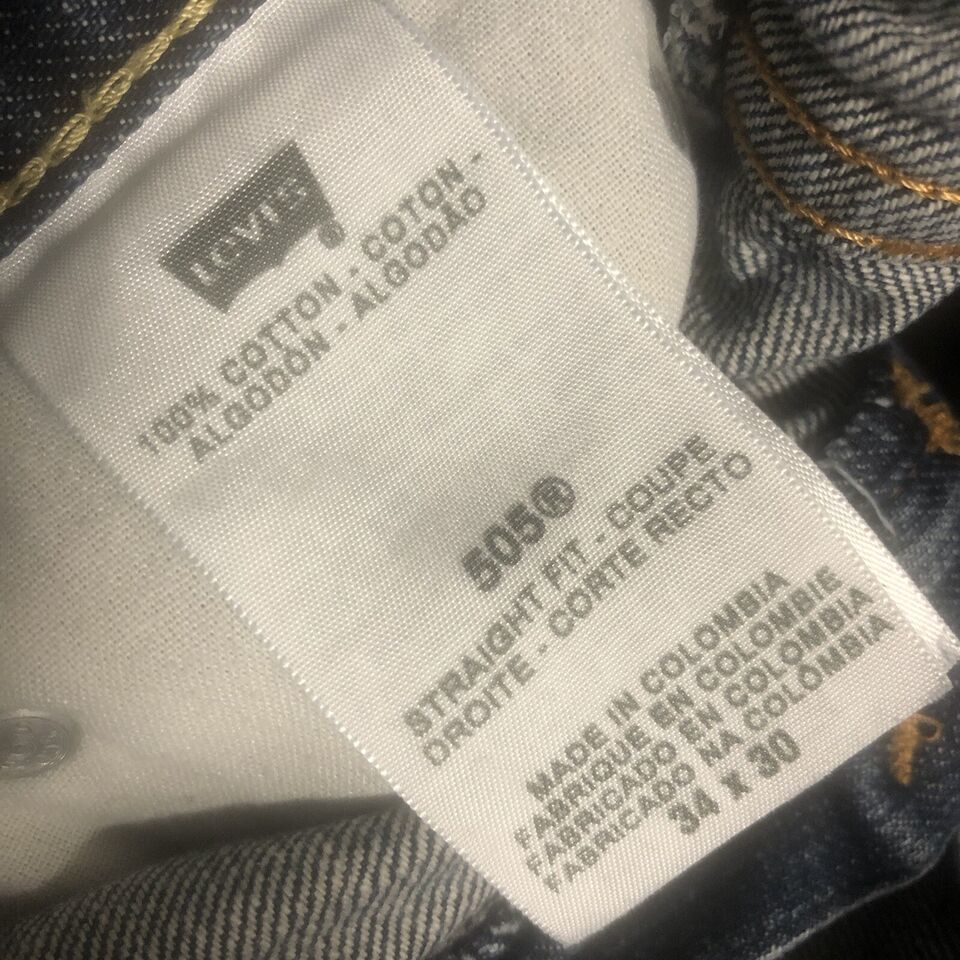 Levi's
100% COTTON - COTON -
ALGODON - ALGODÃO
505®
STRAIGHT FIT - COUPE
DROITE - CORTE RECTO
MADE IN COLOMBIA
FABRIQUE EN COLOMBIE
FABRICADO EN COLOMBIA
FABRICADO NA COLÔMBIA
34 x 30